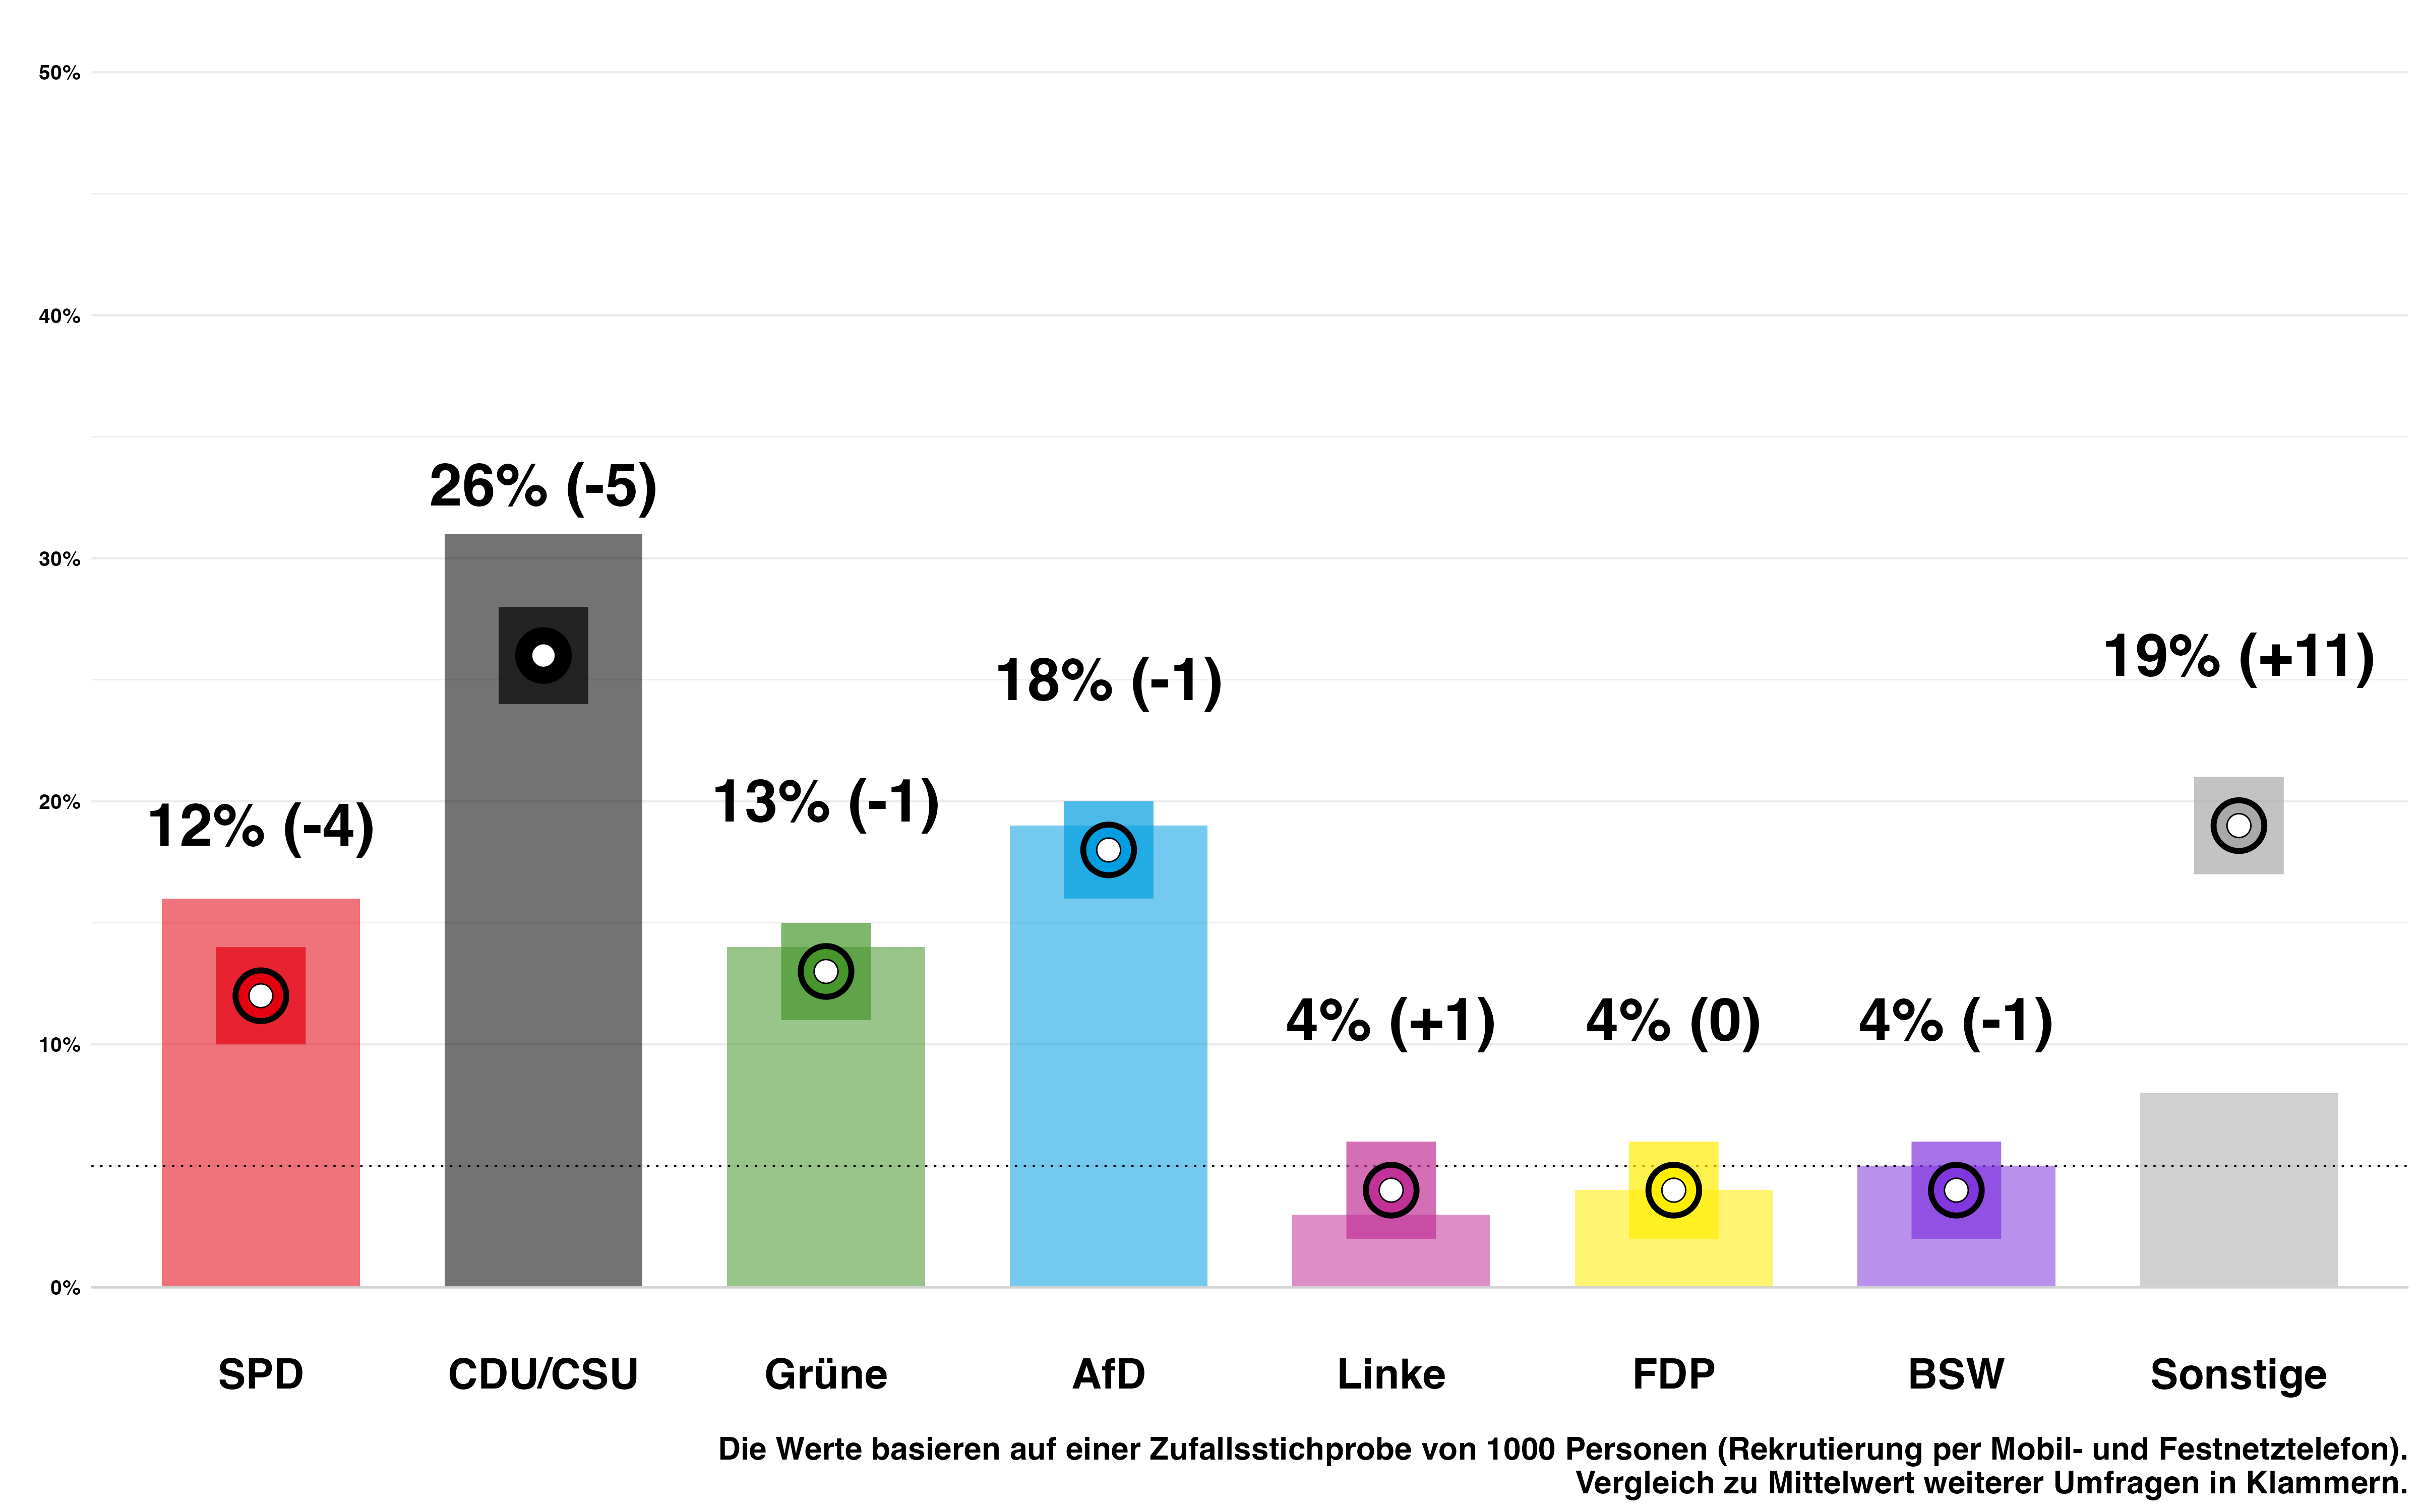 50%
40%
30%
20%
10%
0%
26% (-5)
19% (+11)
18% (-1)
13% (-1)
12% (-4)
4% (+1)
4% (0)
4% (-1)
SPD
CDU/CSU
Grüne
AfD
Linke
FDP
BSW
Sonstige
Die Werte basieren auf einer Zufallsstichprobe von 1000 Personen (Rekrutierung per Mobil- und Festnetztelefon).
Vergleich zu Mittelwert weiterer Umfragen in Klammern.